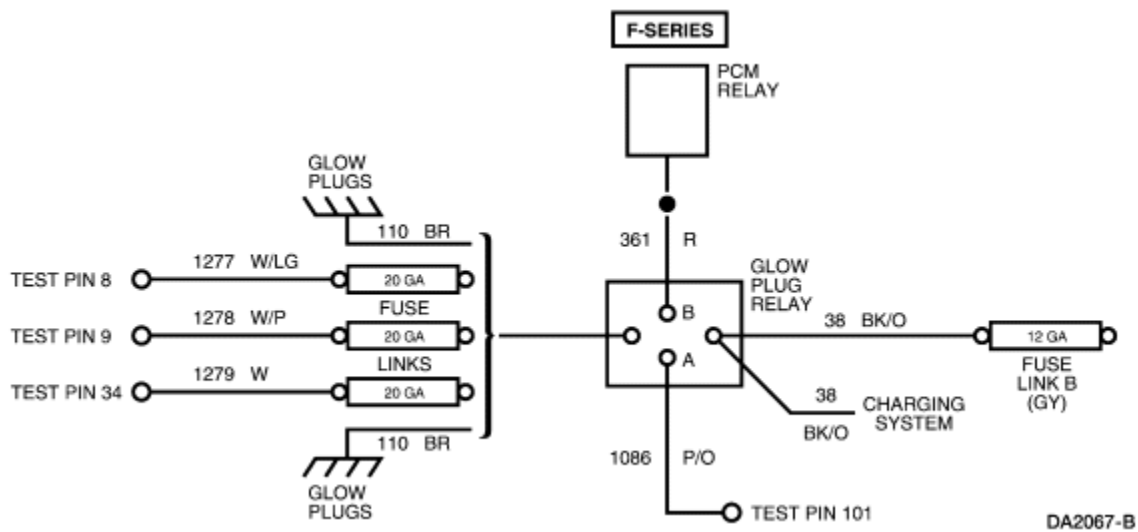 F-SERIES
PCM
RELAY
GLOW
PLUGS
110 BR
361 R
1277 W/LG
TEST PIN 8
20 GA
GLOW
PLUG
RELAY
FUSE
B
1278 W/P
38 BK/O
TEST PIN 9
20 GA
12 GA
LINKS
A
FUSE
LINK B
(GY)
1279 W
TEST PIN 34
20 GA
38
BK/O
CHARGING
SYSTEM
110 BR
1086 P/O
GLOW
PLUGS
TEST PIN 101
DA2067-B